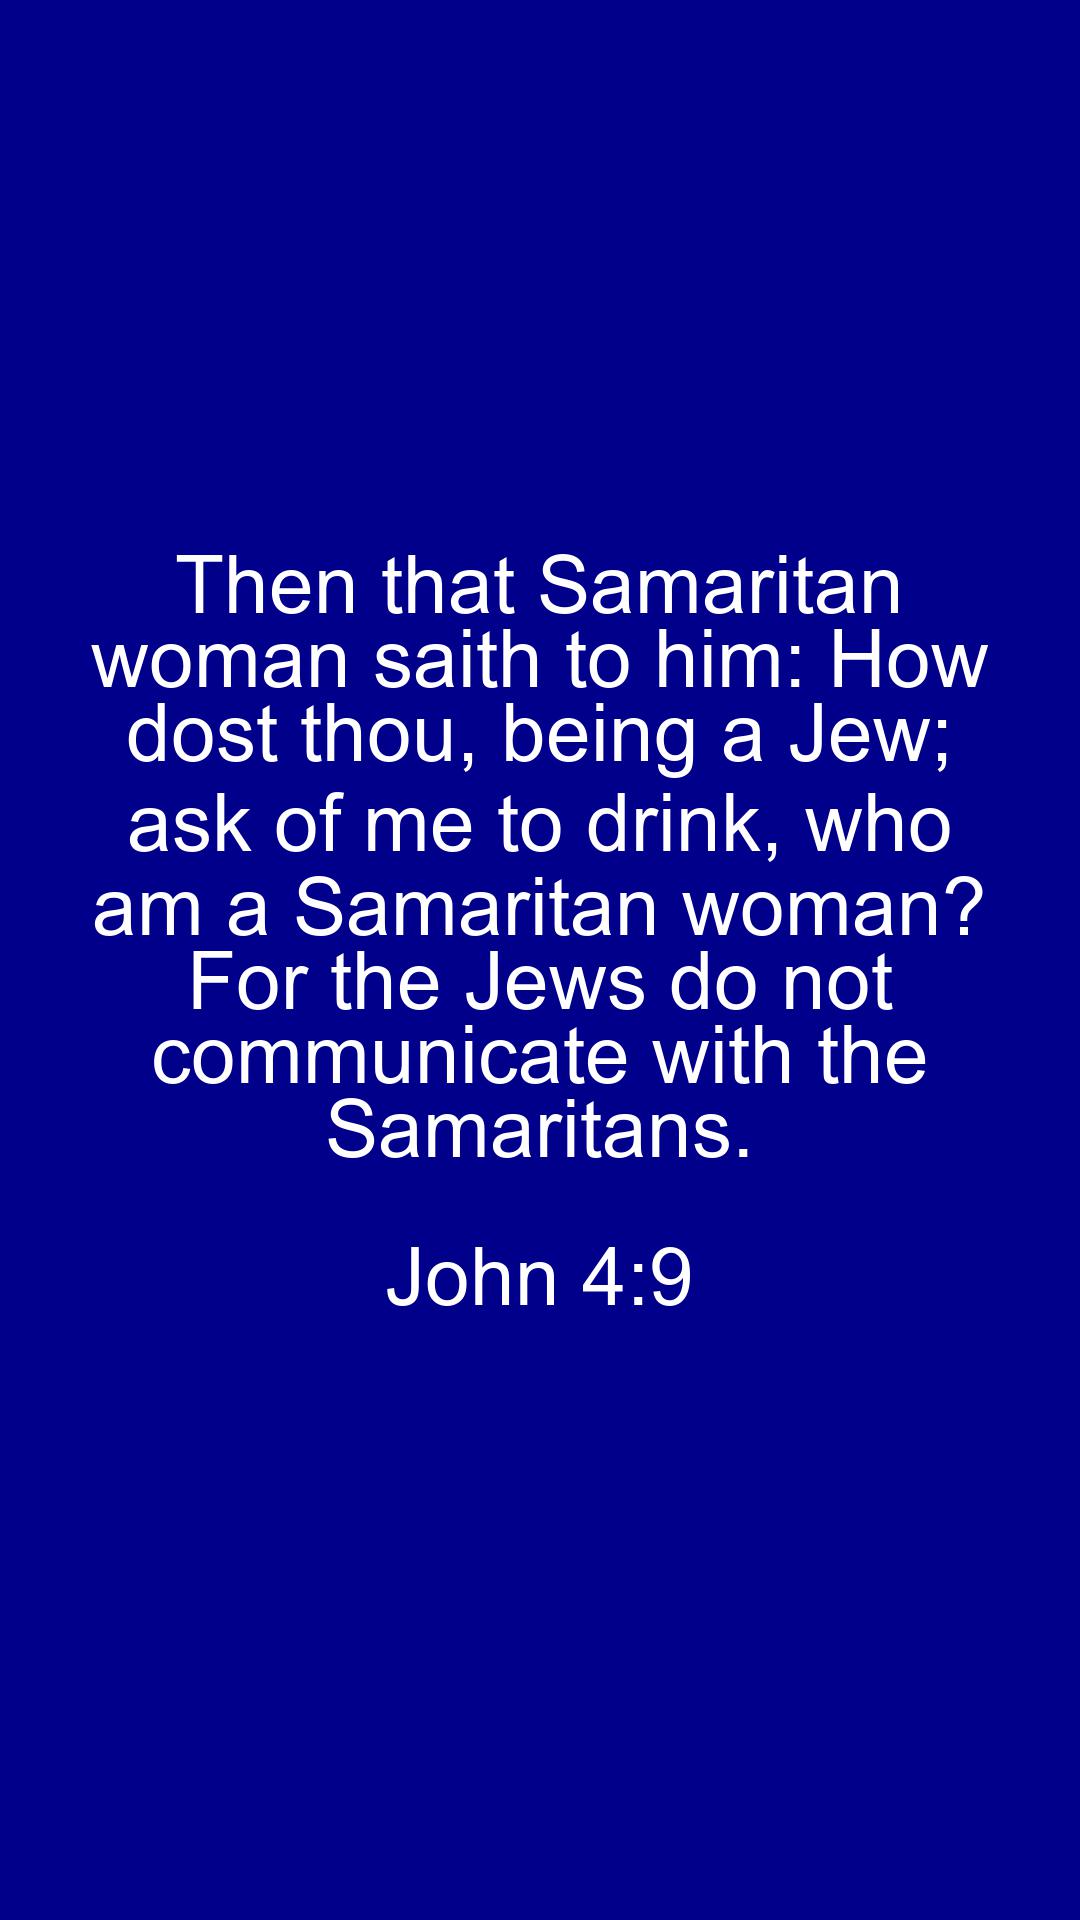 Then that Samaritan
woman saith to him: How
dost thou, being a Jew;
ask of me to drink, who
am a Samaritan woman?
For the Jews do not
communicate with the
Samaritans.
John 4:9